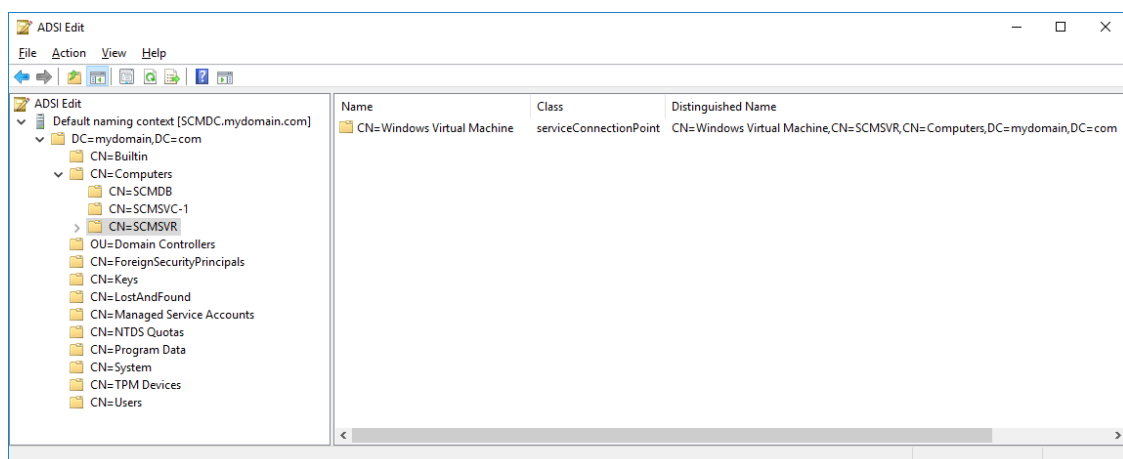 ADSI Edit
File Action View Help
ADSI Edit
Default naming context [SCMDC.mydomain.com]
DC=mydomain,DC=com
CN=Builtin
CN=Computers
CN=SCMDB
CN=SCMSVC-1
CN=SCMSVR
OU=Domain Controllers
CN=ForeignSecurityPrincipals
CN=Keys
CN=LostAndFound
CN=Managed Service Accounts
CN=NTDS Quotas
CN=Program Data
CN=System
CN=TPM Devices
CN=Users
Name Class Distinguished Name
CN=Windows Virtual Machine serviceConnectionPoint CN=Windows Virtual Machine,CN=SCMSVR,CN=Computers,DC=mydomain,DC=com